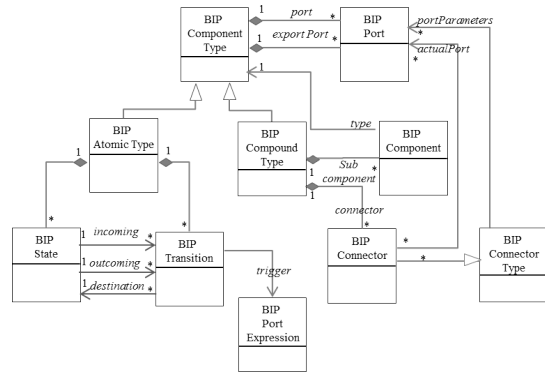 BIP
Component
Type
1
port
*
1
exportPort
*
BIP
Port
portParameters
*
actualPort
*
1
type
BIP
Atomic Type
1
1
BIP
Compound
Type
1
Sub
component
*
1
connector
*
BIP
Component
*
BIP
State
1
incoming
*
1
outcoming
*
1
destination
*
*
BIP
Transition
trigger
BIP
Port
Expression
BIP
Connector
*
*
BIP
Connector
Type